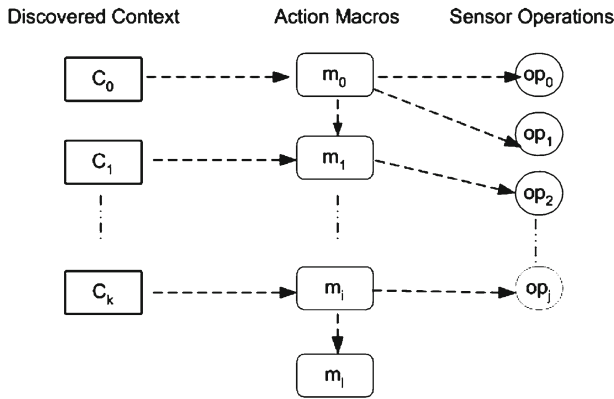 Discovered Context Action Macros Sensor Operations
C₀ m₀ op₀
op₁
C₁ m₁
op₂
Cₖ mᵢ opⱼ
mₗ